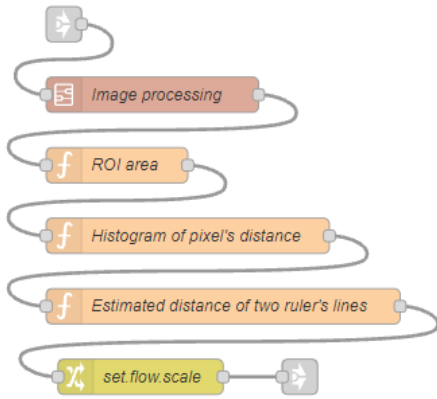 Image processing
ROI area
Histogram of pixel's distance
Estimated distance of two ruler's lines
set.flow.scale